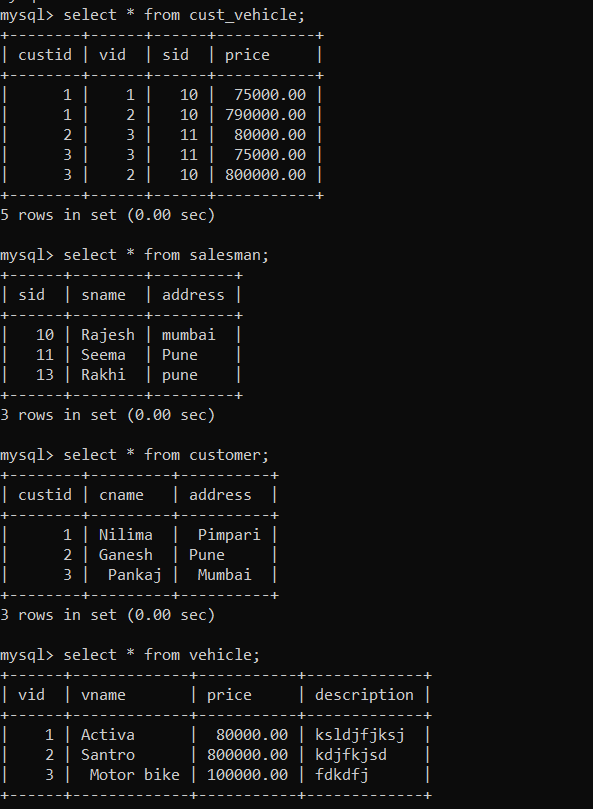 mysql> select * from cust_vehicle;
+--------+------+------+-----------+
| custid | vid  | sid  | price     |
+--------+------+------+-----------+
|      1 |    1 |   10 |  75000.00 |
|      1 |    2 |   10 | 790000.00 |
|      2 |    3 |   11 |  80000.00 |
|      3 |    3 |   11 |  75000.00 |
|      3 |    2 |   10 | 800000.00 |
+--------+------+------+-----------+
5 rows in set (0.00 sec)

mysql> select * from salesman;
+------+--------+---------+
| sid  | sname  | address |
+------+--------+---------+
|   10 | Rajesh | mumbai  |
|   11 | Seema  | Pune    |
|   13 | Rakhi  | pune    |
+------+--------+---------+
3 rows in set (0.00 sec)

mysql> select * from customer;
+--------+---------+----------+
| custid | cname   | address  |
+--------+---------+----------+
|      1 | Nilima  |  Pimpari |
|      2 | Ganesh  | Pune     |
|      3 |  Pankaj |  Mumbai  |
+--------+---------+----------+
3 rows in set (0.00 sec)

mysql> select * from vehicle;
+------+-------------+-----------+-------------+
| vid  | vname       | price     | description |
+------+-------------+-----------+-------------+
|    1 | Activa      |  80000.00 | ksldjfjksj  |
|    2 | Santro      | 800000.00 | kdjfkjsd    |
|    3 |  Motor bike | 100000.00 | fdkdfj      |
+------+-------------+-----------+-------------+